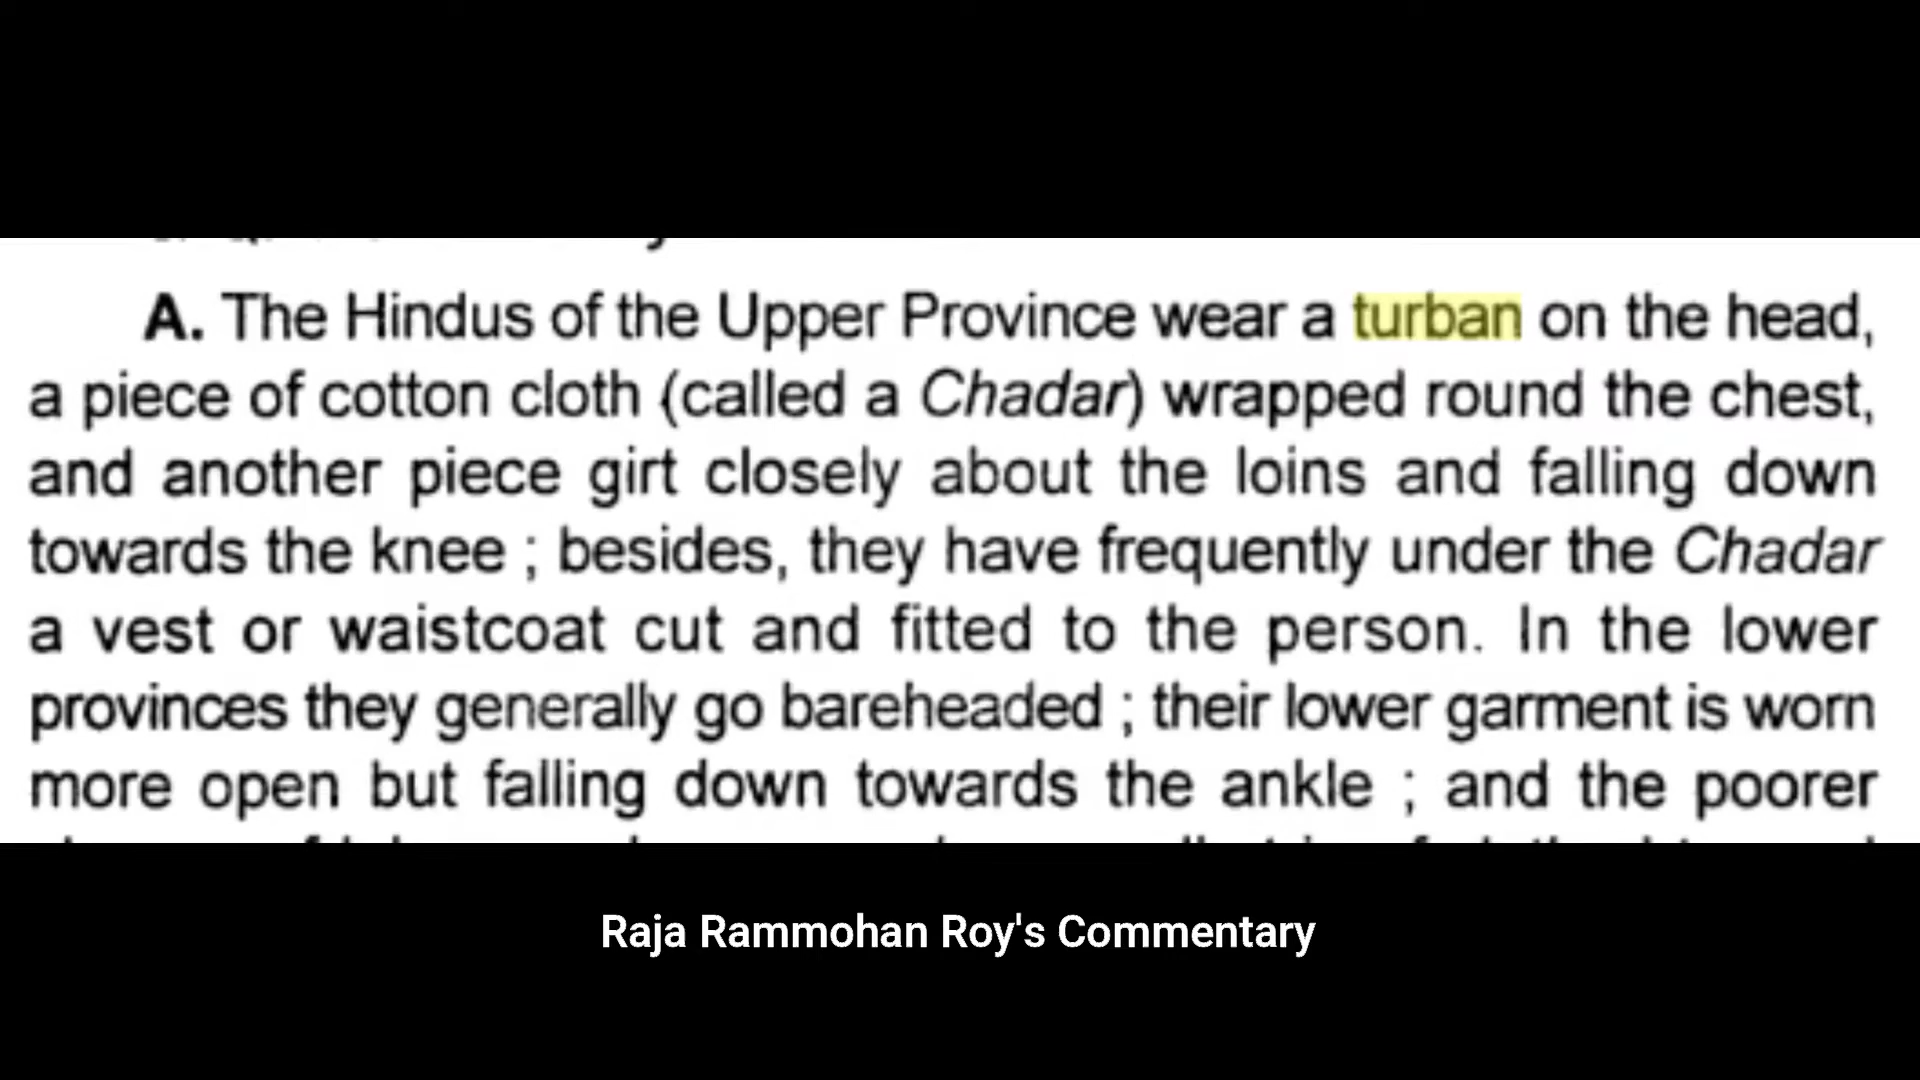 A. The Hindus of the Upper Province wear a turban on the head,
a piece of cotton cloth (called a Chadar) wrapped round the chest,
and another piece girt closely about the loins and falling down
towards the knee ; besides, they have frequently under the Chadar
a vest or waistcoat cut and fitted to the person. In the lower
provinces they generally go bareheaded ; their lower garment is worn
more open but falling down towards the ankle ; and the poorer
Raja Rammohan Roy's Commentary